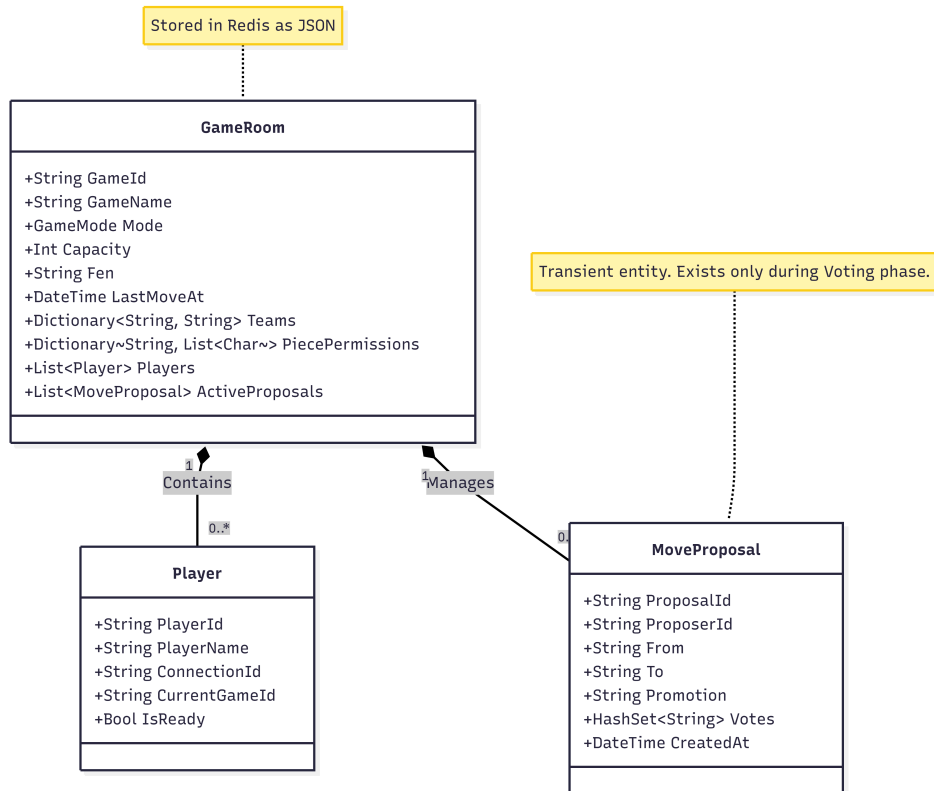 Stored in Redis as JSON
GameRoom
+String GameId
+String GameName
+GameMode Mode
+Int Capacity
+String Fen
+DateTime LastMoveAt
+Dictionary<String, String> Teams
+Dictionary~String, List<Char~> PiecePermissions
+List<Player> Players
+List<MoveProposal> ActiveProposals
Transient entity. Exists only during Voting phase.
1
Contains
0..*
1
Manages
0.
Player
+String PlayerId
+String PlayerName
+String ConnectionId
+String CurrentGameId
+Bool IsReady
MoveProposal
+String ProposalId
+String ProposerId
+String From
+String To
+String Promotion
+HashSet<String> Votes
+DateTime CreatedAt